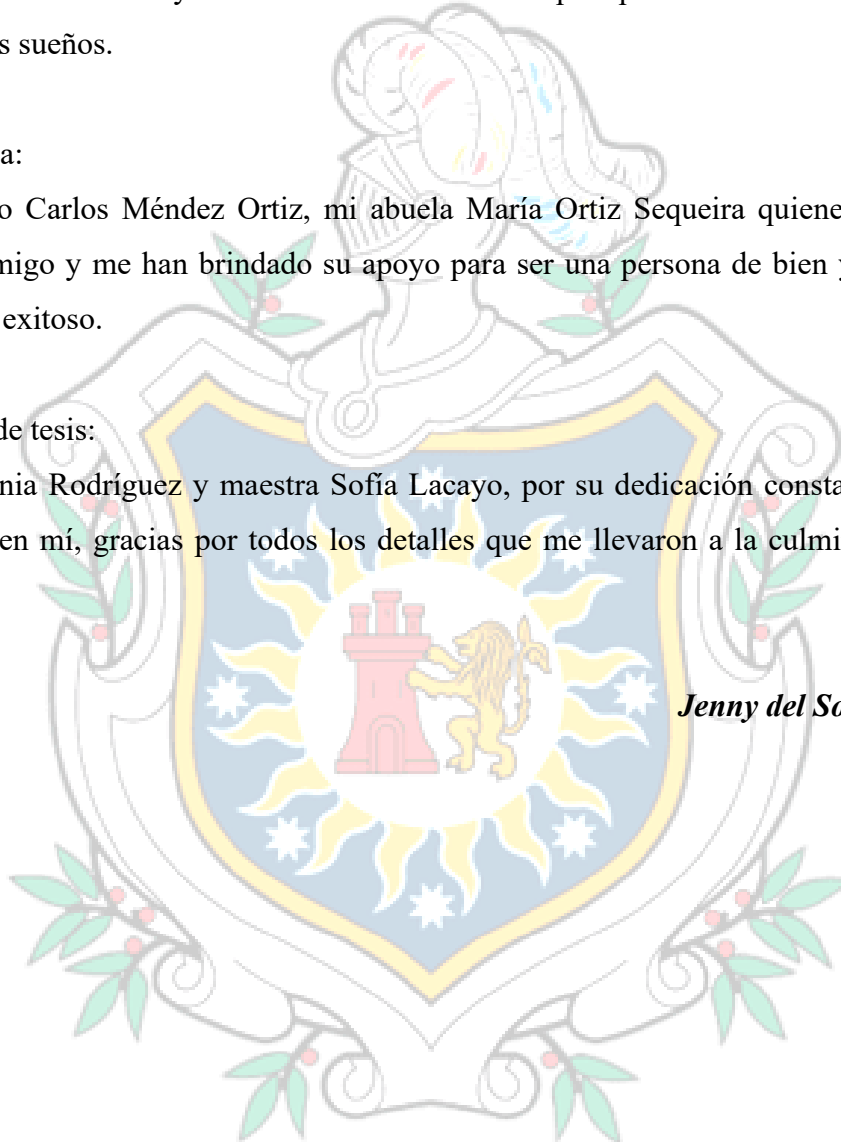 s sueños.
a:
o Carlos Méndez Ortiz, mi abuela María Ortiz Sequeira quiene
migo y me han brindado su apoyo para ser una persona de bien y
exitoso.
de tesis:
nia Rodríguez y maestra Sofía Lacayo, por su dedicación consta
en mí, gracias por todos los detalles que me llevaron a la culmi
Jenny del So